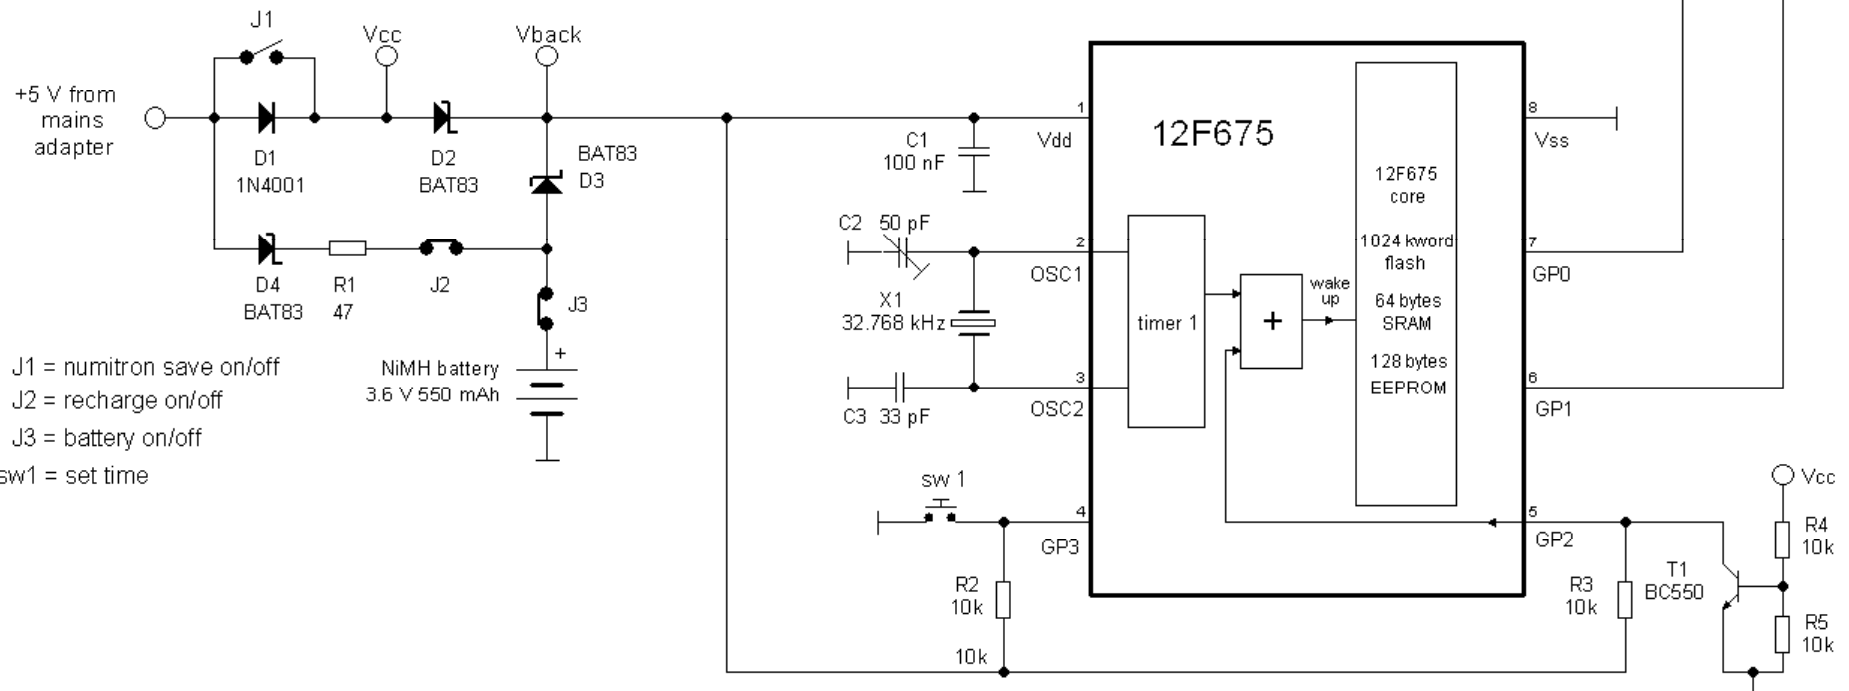 J1
Vcc
Vback
+5 V from
mains
adapter
D1
1N4001
D2
BAT83
BAT83
D3
D4
BAT83
R1
47
J2
J3
J1 = numitron save on/off
J2 = recharge on/off
J3 = battery on/off
sw1 = set time
+
NiMH battery
3.6 V 550 mAh
C1
100 nF
1
Vdd
12F675
8
Vss
C2 50 pF
2
OSC1
X1
32.768 kHz
3
OSC2
C3 33 pF
timer 1
+
wake
up
12F675
core
1024 kword
flash
64 bytes
SRAM
128 bytes
EEPROM
7
GP0
6
GP1
sw 1
4
GP3
5
GP2
R2
10k
10k
R3
10k
T1
BC550
Vcc
R4
10k
R5
10k